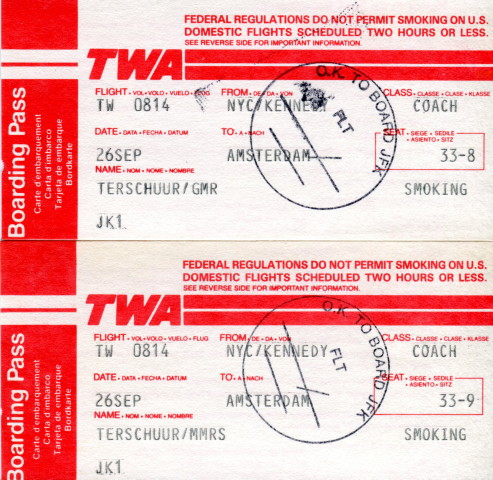 FEDERAL REGULATIONS DO NOT PERMIT SMOKING ON U.S.
DOMESTIC FLIGHTS SCHEDULED TWO HOURS OR LESS.
SEE REVERSE SIDE FOR IMPORTANT INFORMATION.
TWA
Boarding Pass
Carte d'embarquement
Carta d'imbarco
Tarjeta de embarque
Bordkarte
FLIGHT • VOL • VOLO • VUELO • FLUG FROM • DE • DA • VON CLASS • CLASSE • CLASE • KLASSE
TW 0814 NYC/KENNEDY COACH
DATE • DATA • FECHA • DATUM TO • A • NACH SEAT • SIEGE • SEDILE
• ASIENTO • SITZ
26SEP AMSTERDAM 33-8
NAME • NOM • NOME • NOMBRE
TERSCHUUR/GMR SMOKING
JK1
O.K. TO BOARD JFK
FLT
FEDERAL REGULATIONS DO NOT PERMIT SMOKING ON U.S.
DOMESTIC FLIGHTS SCHEDULED TWO HOURS OR LESS.
SEE REVERSE SIDE FOR IMPORTANT INFORMATION.
TWA
Boarding Pass
Carte d'embarquement
Carta d'imbarco
Tarjeta de embarque
Bordkarte
FLIGHT • VOL • VOLO • VUELO • FLUG FROM • DE • DA • VON CLASS • CLASSE • CLASE • KLASSE
TW 0814 NYC/KENNEDY COACH
DATE • DATA • FECHA • DATUM TO • A • NACH SEAT • SIEGE • SEDILE
• ASIENTO • SITZ
26SEP AMSTERDAM 33-9
NAME • NOM • NOME • NOMBRE
TERSCHUUR/MMRS SMOKING
JK1
O.K. TO BOARD JFK
FLT